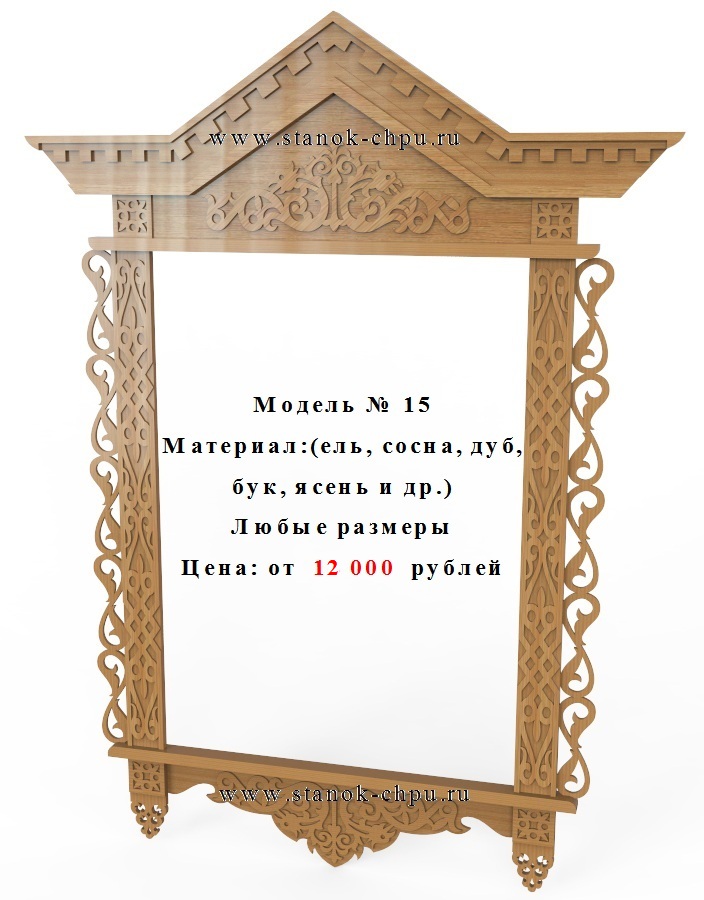 www.stanok-chpu.ru
Модель № 15
Материал:(ель, сосна, дуб,
бук, ясень и др.)
Любые размеры
Цена: от 12 000 рублей
www.stanok-chpu.ru